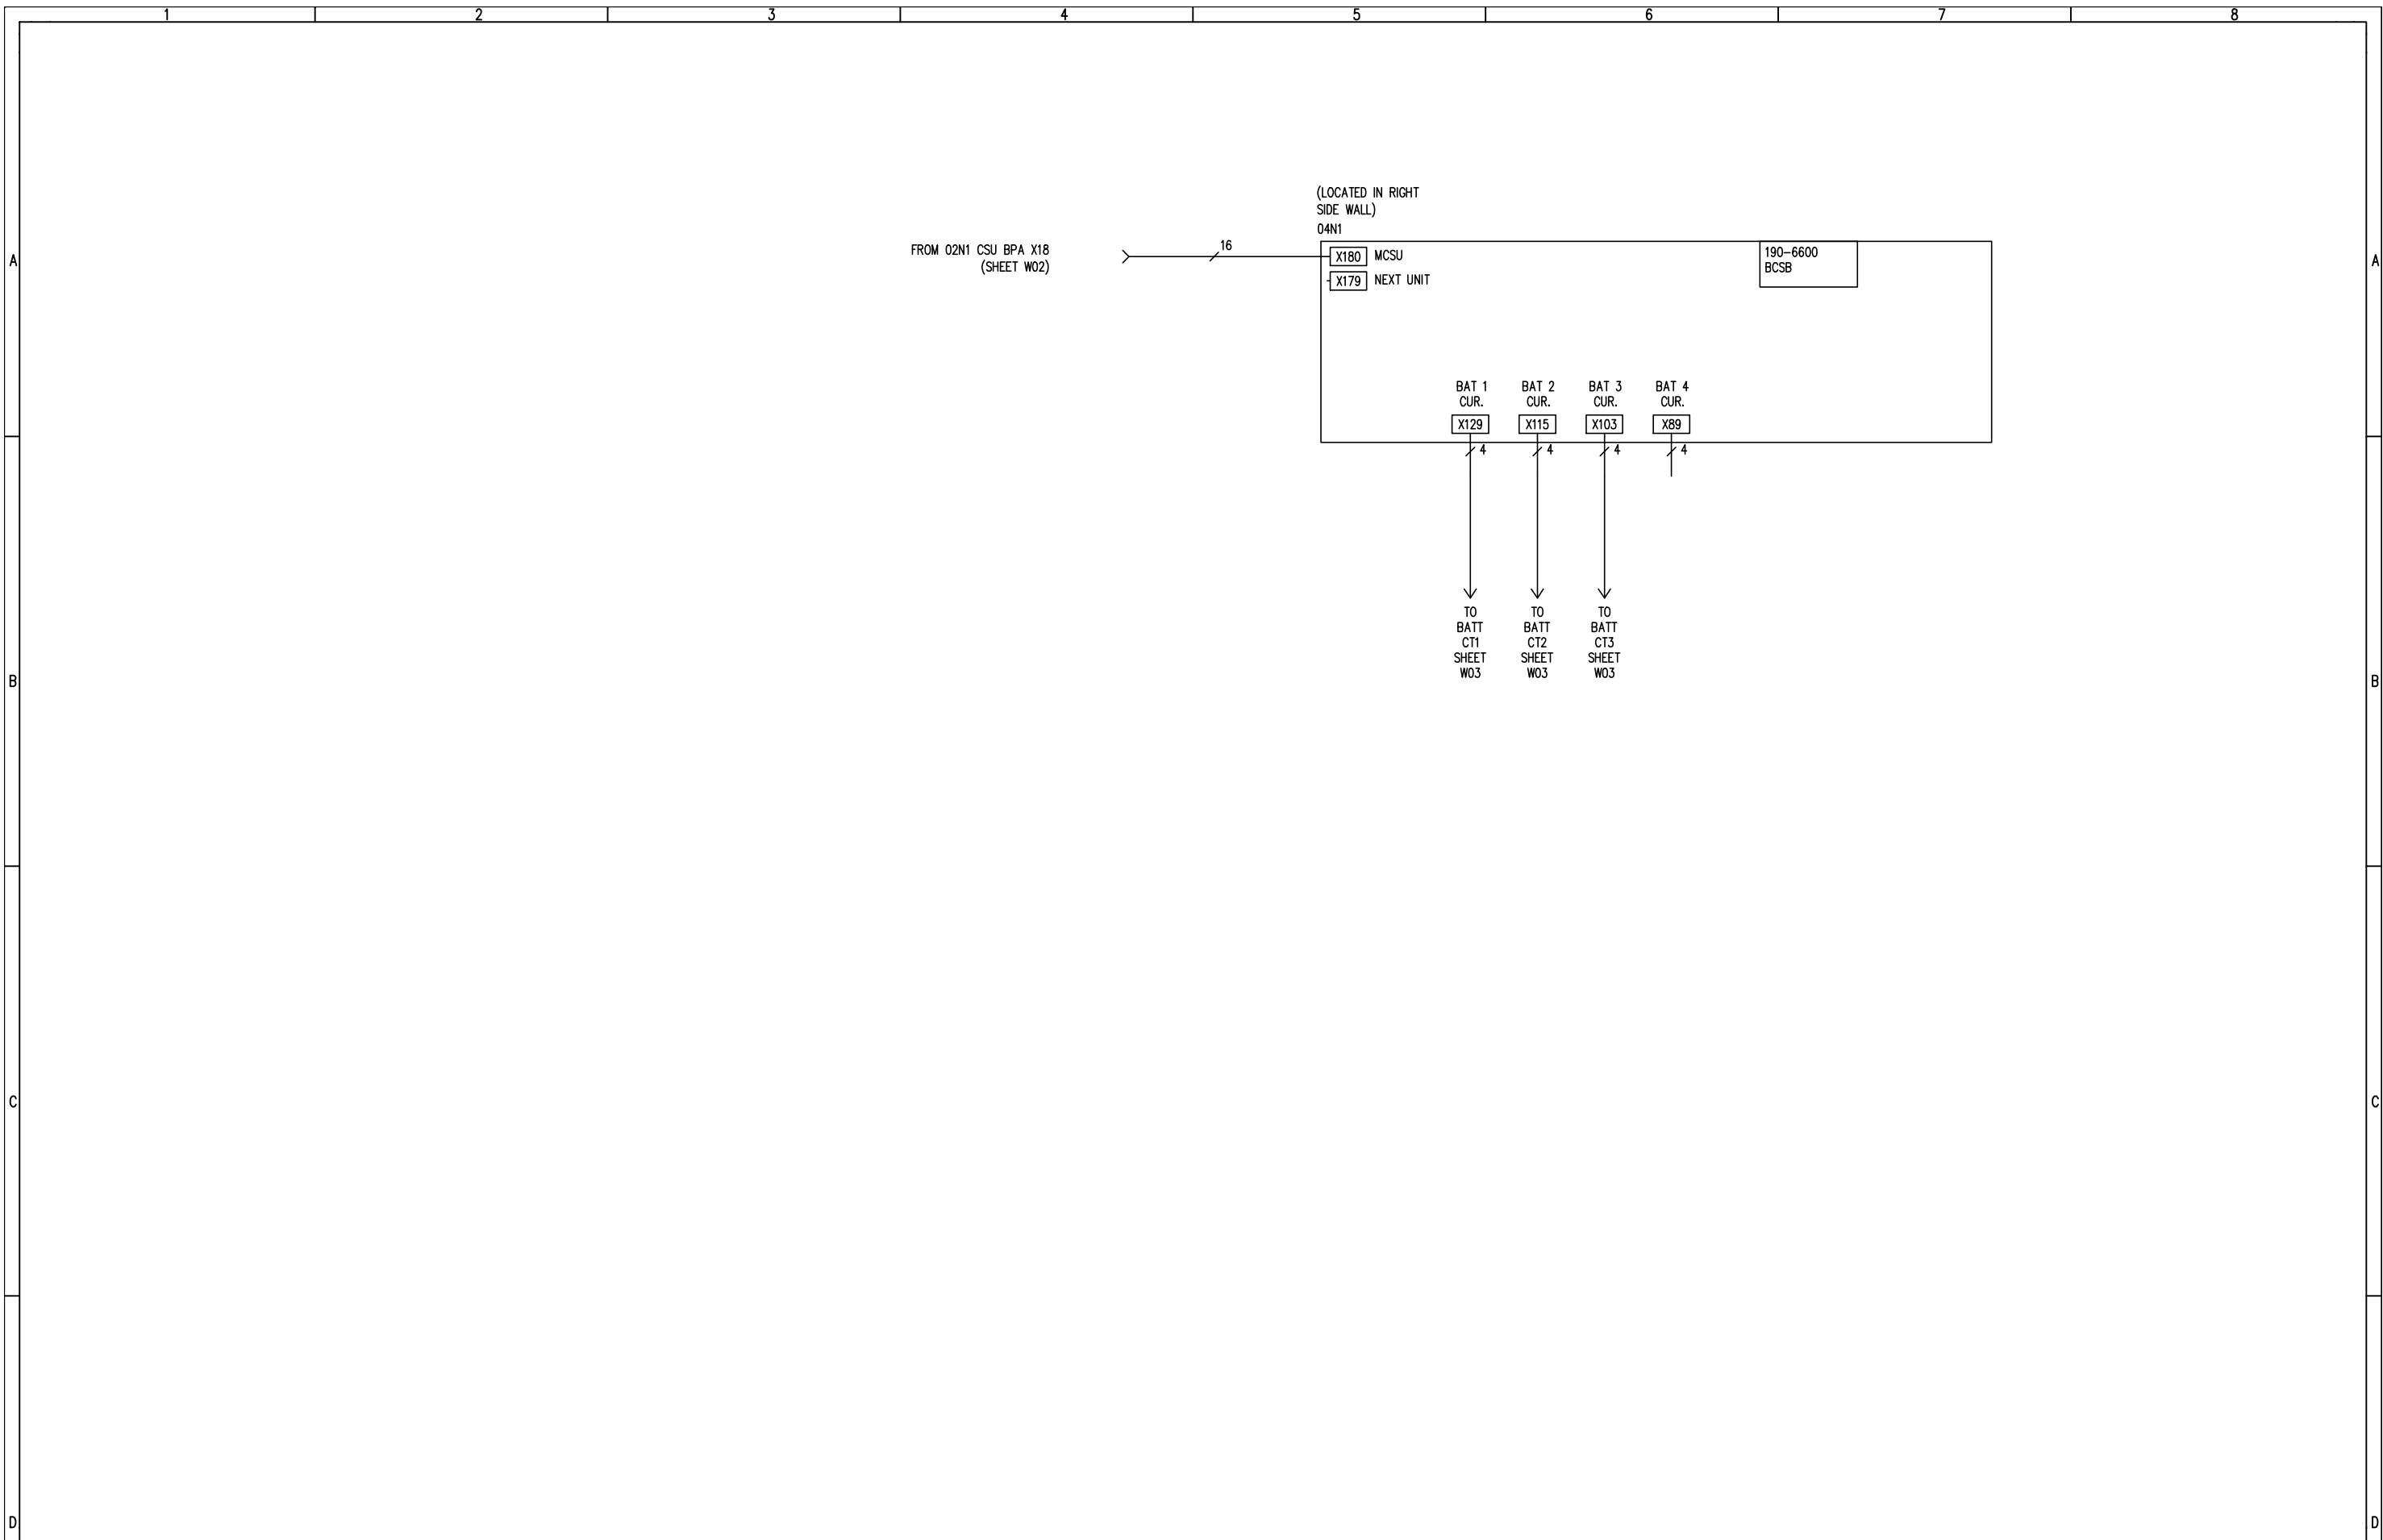 1 2 3 4 5 6 7 8
(LOCATED IN RIGHT
SIDE WALL)
04N1
FROM 02N1 CSU BPA X18
(SHEET W02)
16
X180 MCSU
X179 NEXT UNIT
190-6600
BCSB
A A
BAT 1 BAT 2 BAT 3 BAT 4
CUR. CUR. CUR. CUR.
X129 X115 X103 X89
4 4 4 4
TO TO TO
BATT BATT BATT
CT1 CT2 CT3
SHEET SHEET SHEET
W03 W03 W03
B B
C C
D D